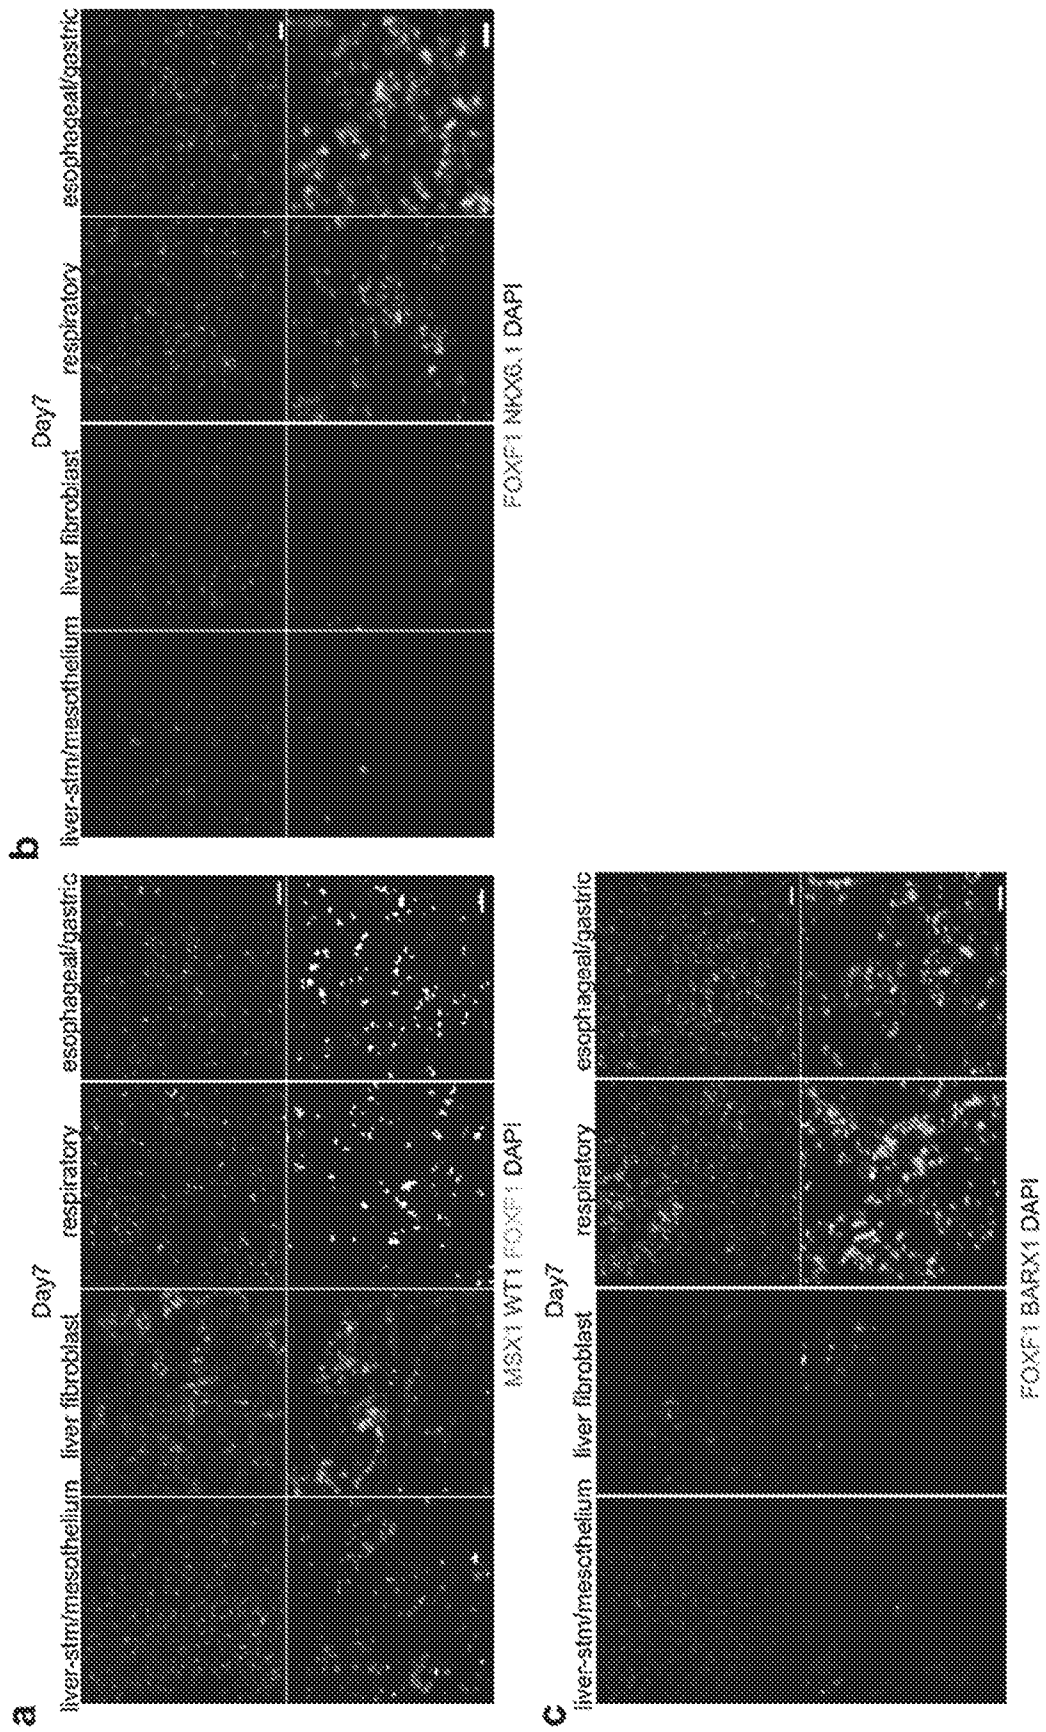 a
Day7
liver-stm/mesothelium liver fibroblast respiratory esophageal/gastric
MSX1 WT1 FOXF1 DAPI
b
Day7
liver-stm/mesothelium liver fibroblast respiratory esophageal/gastric
FOXF1 NKX6.1 DAPI
c
Day7
liver-stm/mesothelium liver fibroblast respiratory esophageal/gastric
FOXF1 BARX1 DAPI